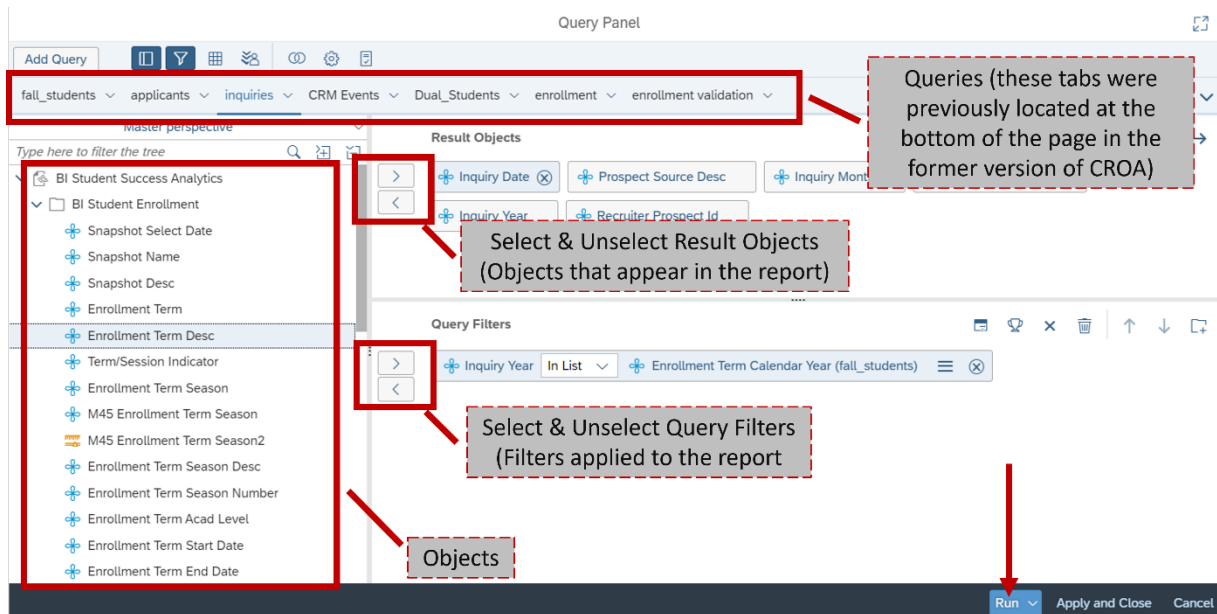 Query Panel
Add Query
fall_students applicants inquiries CRM Events Dual_Students enrollment enrollment validation
Queries (these tabs were
previously located at the
bottom of the page in the
former version of CROA)
Master perspective
Type here to filter the tree
BI Student Success Analytics
BI Student Enrollment
Snapshot Select Date
Snapshot Name
Snapshot Desc
Enrollment Term
Enrollment Term Desc
Term/Session Indicator
Enrollment Term Season
M45 Enrollment Term Season
M45 Enrollment Term Season2
Enrollment Term Season Desc
Enrollment Term Season Number
Enrollment Term Acad Level
Enrollment Term Start Date
Enrollment Term End Date
Objects
Result Objects
Inquiry Date Prospect Source Desc Inquiry Mont
Inquiry Year Recruiter Prospect Id
Select & Unselect Result Objects
(Objects that appear in the report)
Query Filters
Inquiry Year In List Enrollment Term Calendar Year (fall_students)
Select & Unselect Query Filters
(Filters applied to the report
Run Apply and Close Cancel